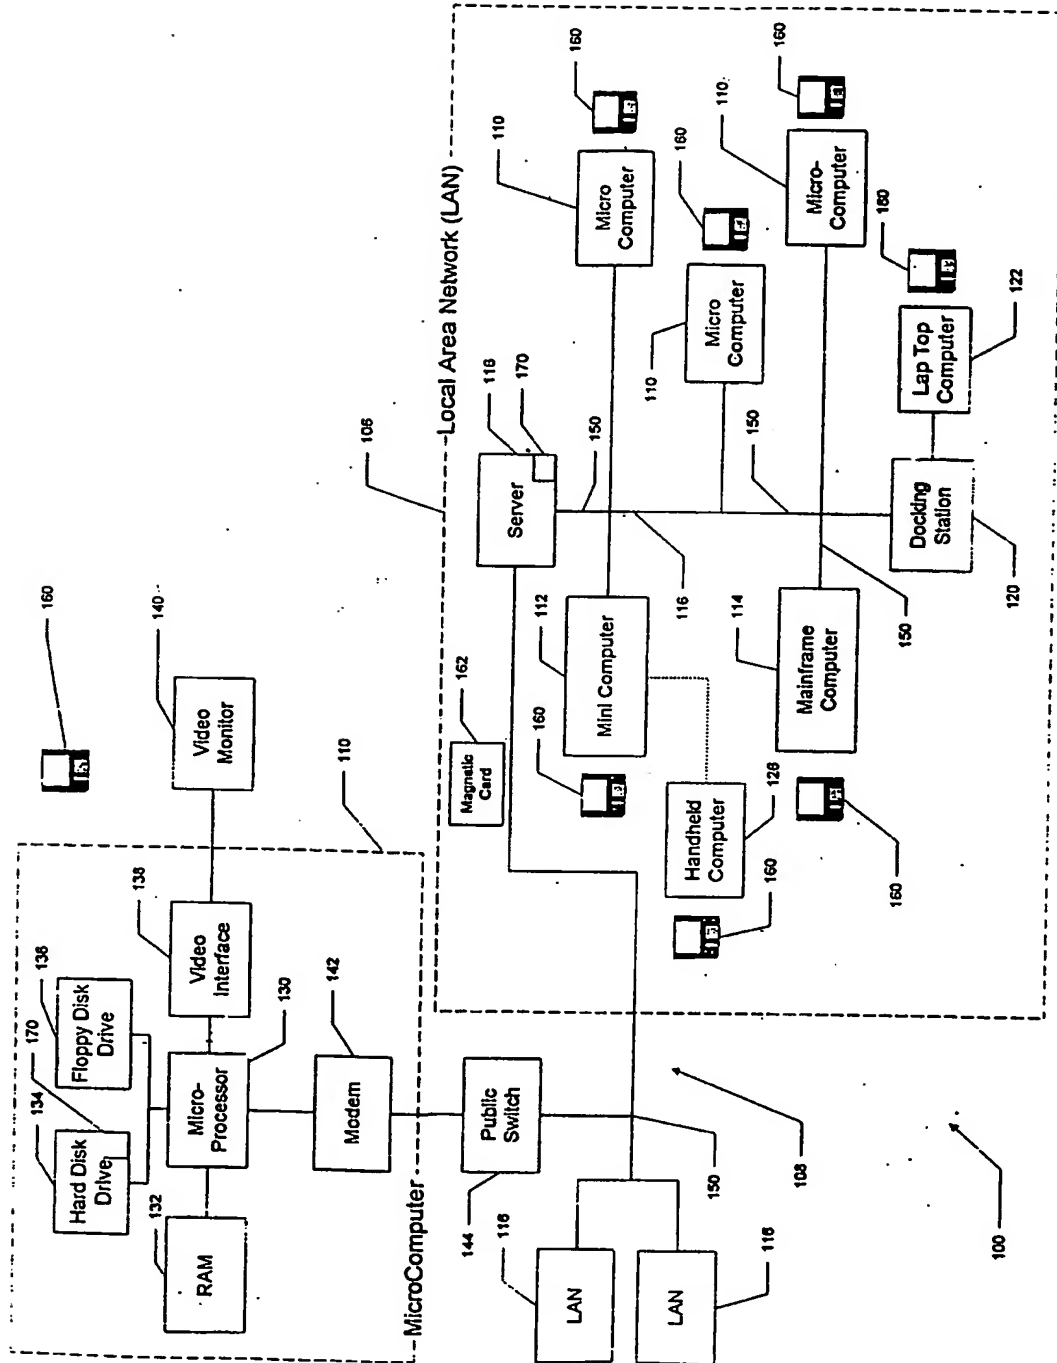 MicroComputer
RAM
132
Hard Disk
Drive
134
170
Floppy Disk
Drive
136
Micro-
Processor
130
Video
Interface
138
110
Video
Monitor
140
160
Modem
142
Public
Switch
144
LAN
116
LAN
116
150
108
100
106
Local Area Network (LAN)
Server
116
170
Magnetic
Card
162
150
Micro
Computer
110
160
Mini Computer
112
160
116
Micro
Computer
110
160
Handheld
Computer
126
160
150
Mainframe
Computer
114
160
150
Micro-
Computer
110
160
Docking
Station
120
Lap Top
Computer
122
160